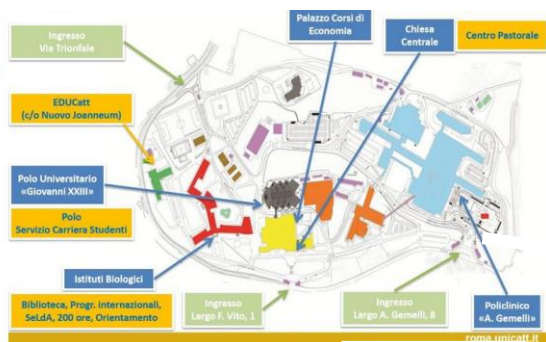 Ingresso
Via Trionfale
Palazzo Corsi di
Economia
Chiesa
Centrale
Centro Pastorale
EDUCatt
(c/o Nuovo Joanneum)
Polo Universitario
«Giovanni XXIII»
Polo
Servizio Carriera Studenti
Istituti Biologici
Biblioteca, Progr. Internazionali,
SeLdA, 200 ore, Orientamento
Ingresso
Largo F. Vito, 1
Ingresso
Largo A. Gemelli, 8
Policlinico
«A. Gemelli»
roma.unicatt.it